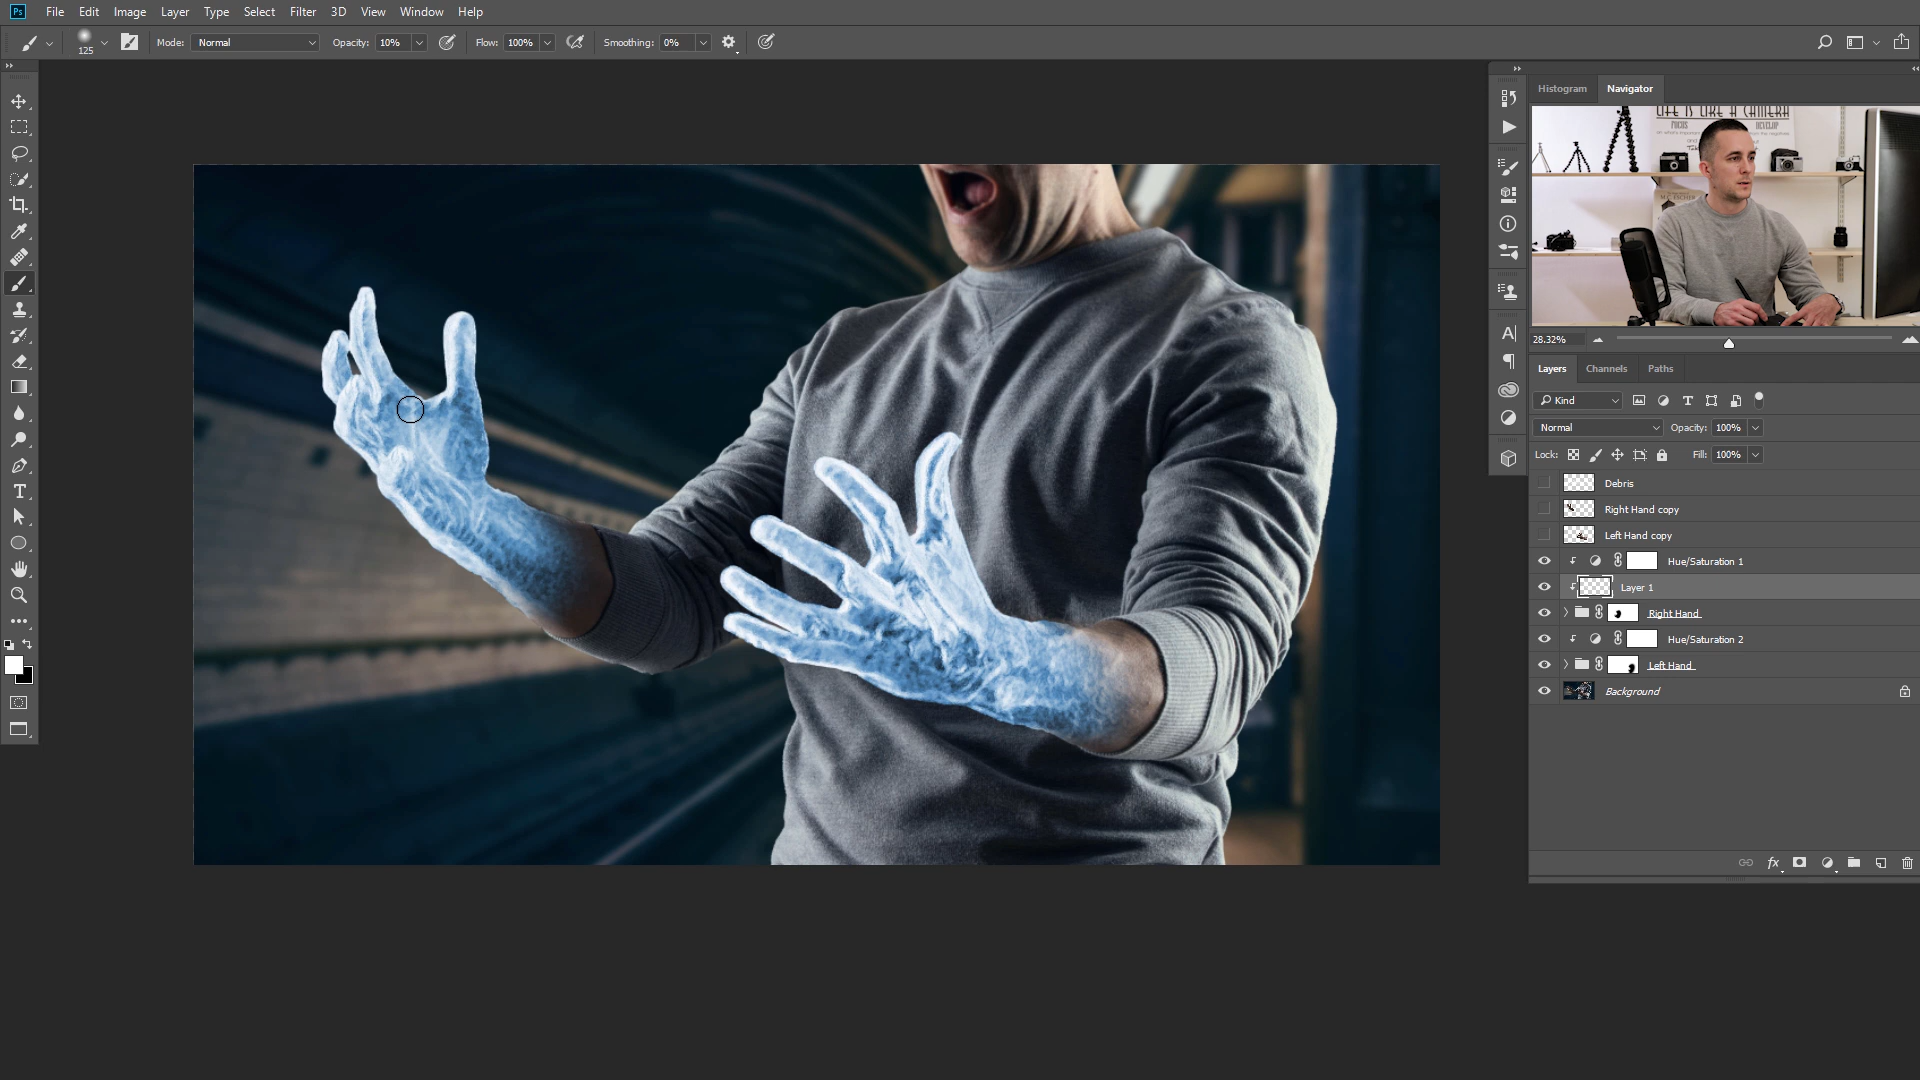 Ps File Edit Image Layer Type Select Filter 3D View Window Help
125 Mode: Normal Opacity: 10% Flow: 100% Smoothing: 0%
Histogram Navigator
LIFE IS LIKE A CAMERA
FOCUS DEVELOP
28.32%
Layers Channels Paths
Kind
Normal Opacity: 100%
Lock: Fill: 100%
Debris
Right Hand copy
Left Hand copy
Hue/Saturation 1
Layer 1
Right Hand
Hue/Saturation 2
Left Hand
Background